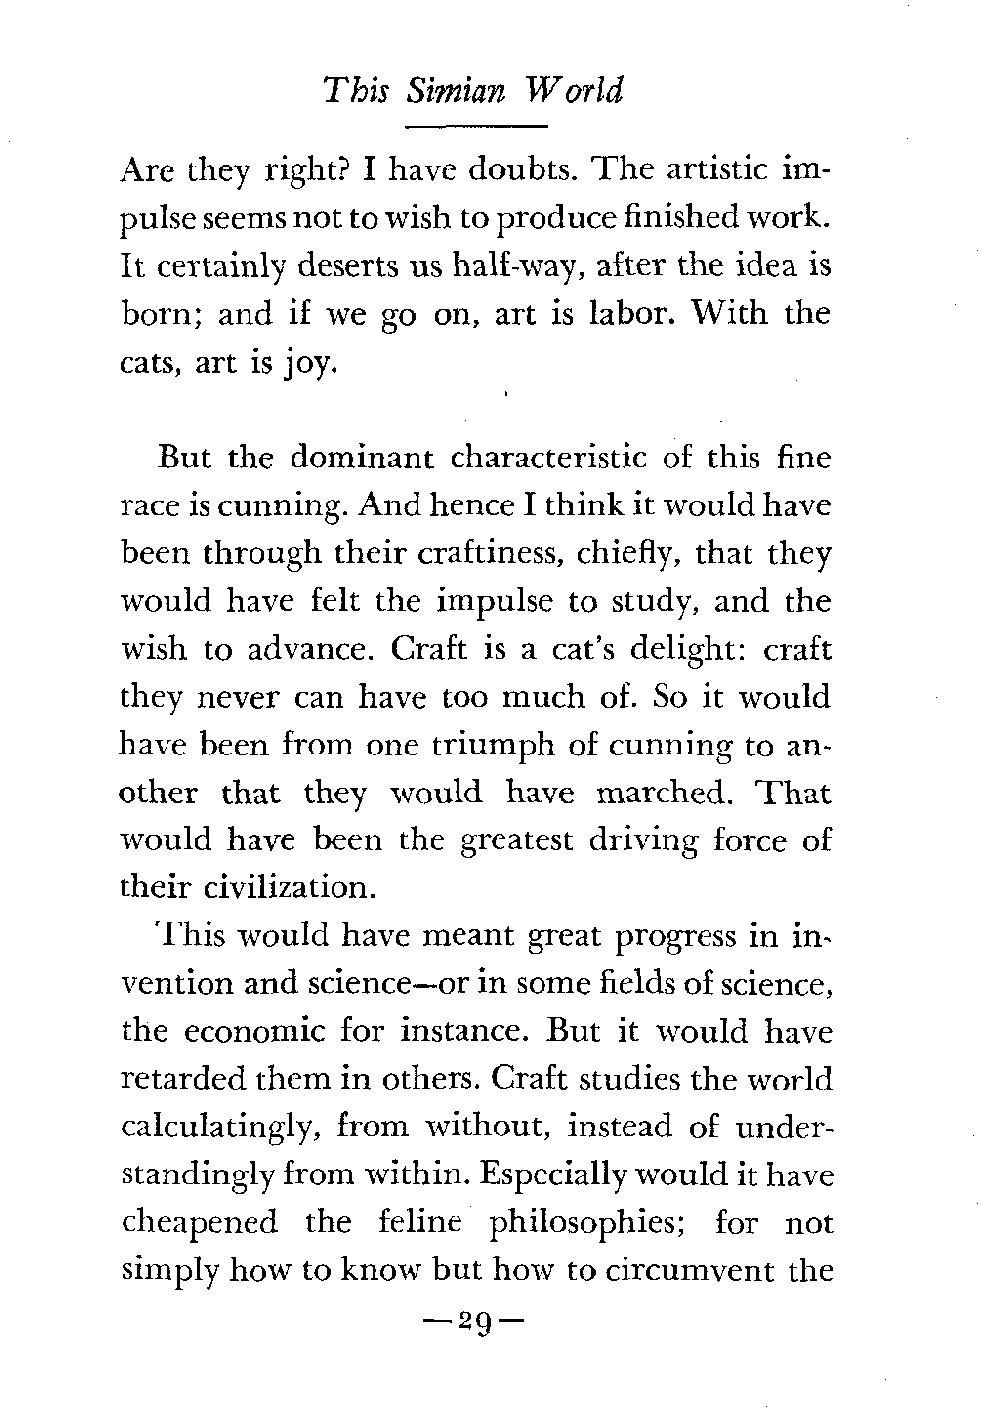 This Simian World
Are they right? I have doubts. The artistic im-
pulse seems not to wish to produce finished work.
It certainly deserts us half-way, after the idea is
born; and if we go on, art is labor. With the
cats, art is joy.
But the dominant characteristic of this fine
race is cunning. And hence I think it would have
been through their craftiness, chiefly, that they
would have felt the impulse to study, and the
wish to advance. Craft is a cat's delight: craft
they never can have too much of. So it would
have been from one triumph of cunning to an-
other that they would have marched. That
would have been the greatest driving force of
their civilization.
This would have meant great progress in in-
vention and science—or in some fields of science,
the economic for instance. But it would have
retarded them in others. Craft studies the world
calculatingly, from without, instead of under-
standingly from within. Especially would it have
cheapened the feline philosophies; for not
simply how to know but how to circumvent the
—29—